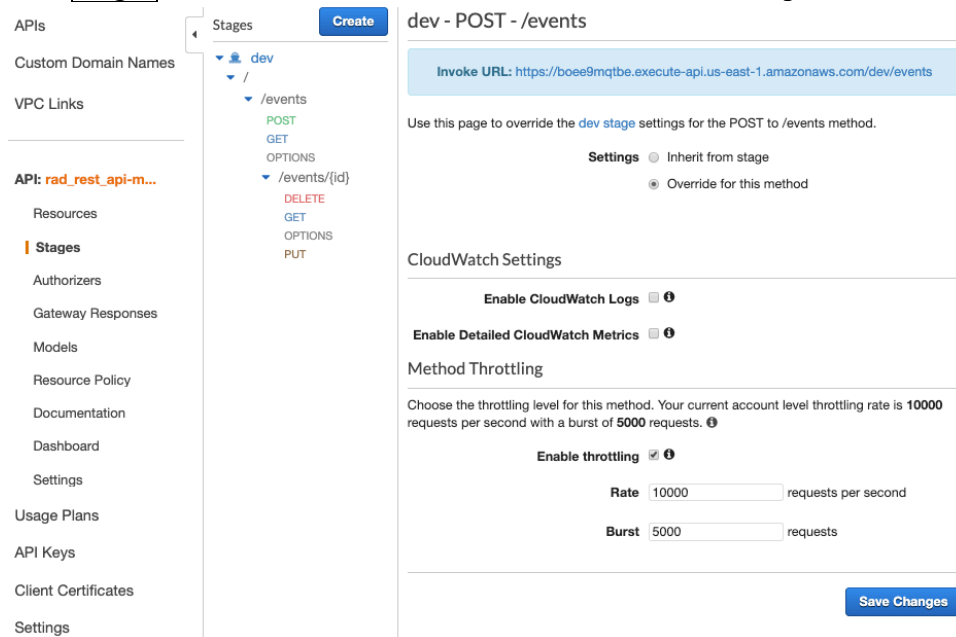 APIs
Custom Domain Names
VPC Links
API: rad_rest_api-m...
Resources
Stages
Authorizers
Gateway Responses
Models
Resource Policy
Documentation
Dashboard
Settings
Usage Plans
API Keys
Client Certificates
Settings
Stages
Create
dev
/
/events
POST
GET
OPTIONS
/events/{id}
DELETE
GET
OPTIONS
PUT
dev - POST - /events
Invoke URL: https://boee9mqtbe.execute-api.us-east-1.amazonaws.com/dev/events
Use this page to override the dev stage settings for the POST to /events method.
Settings Inherit from stage
Override for this method
CloudWatch Settings
Enable CloudWatch Logs
Enable Detailed CloudWatch Metrics
Method Throttling
Choose the throttling level for this method. Your current account level throttling rate is 10000
requests per second with a burst of 5000 requests.
Enable throttling
Rate 10000 requests per second
Burst 5000 requests
Save Changes